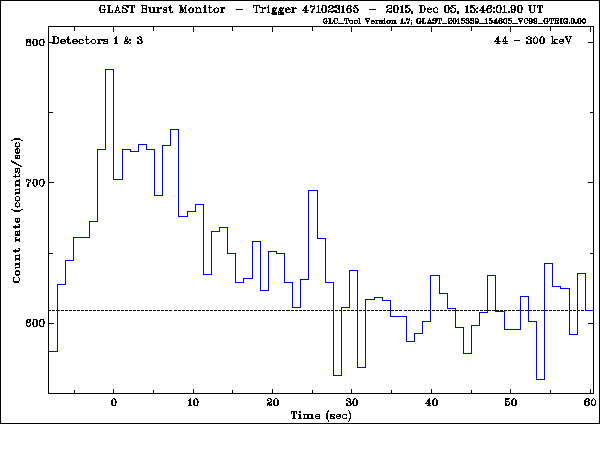 GLAST Burst Monitor – Trigger 471023165 – 2015, Dec 05, 15:46:01.90 UT
GLC_Tool Version 1.7; GLAST_2015339_154605_VC99_GTRIG.0.00
800
Detectors 1 & 3
44 – 300 keV
700
Count rate (counts/sec)
600
0 10 20 30 40 50 60
Time (sec)